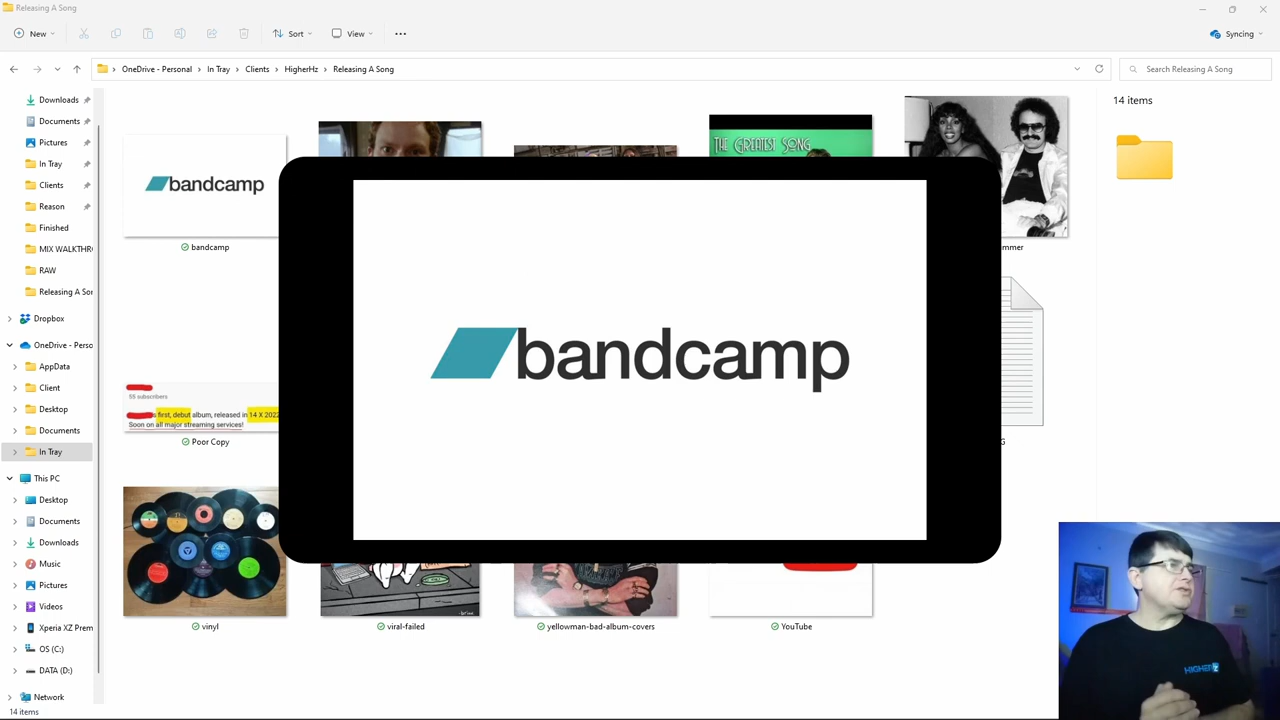 Releasing A Song
New
Sort
View
Syncing
OneDrive - Personal
In Tray
Clients
HigherHz
Releasing A Song
Search Releasing A Song
Downloads
Documents
Pictures
In Tray
Clients
Reason
Finished
MIX WALKTHR
RAW
Releasing A Sor
Dropbox
OneDrive - Perso
AppData
Client
Desktop
Documents
In Tray
This PC
Desktop
Documents
Downloads
Music
Pictures
Videos
Xperia XZ Prem
OS (C:)
DATA (D:)
Network
14 items
bandcamp
bandcamp
THE GREATEST SONG
mmer
14 items
bandcamp
55 subscribers
s first, debut album, released in 14 X 2022
Soon on all major streaming services!
Poor Copy
G
vinyl
viral-failed
yellowman-bad-album-covers
YouTube
HIGHER